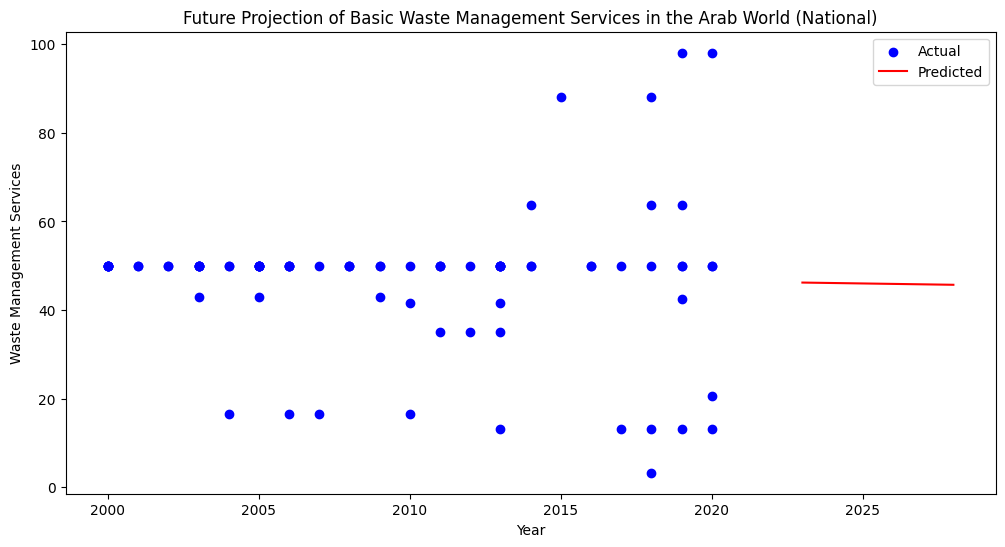 Future Projection of Basic Waste Management Services in the Arab World (National)
Actual
Predicted
Waste Management Services
100
80
60
40
20
0
2000 2005 2010 2015 2020 2025
Year